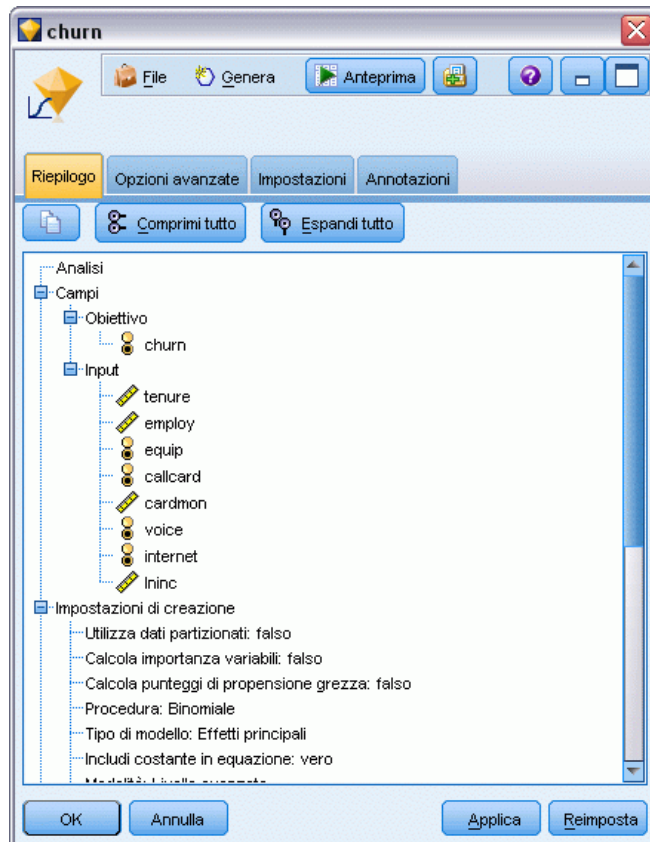 churn
File Genera Anteprima
Riepilogo Opzioni avanzate Impostazioni Annotazioni
Comprimi tutto Espandi tutto
Analisi
Campi
Obiettivo
churn
Input
tenure
employ
equip
callcard
cardmon
voice
internet
lninc
Impostazioni di creazione
Utilizza dati partizionati: falso
Calcola importanza variabili: falso
Calcola punteggi di propensione grezza: falso
Procedura: Binomiale
Tipo di modello: Effetti principali
Includi costante in equazione: vero
Modalità: Livello avanzato
OK Annulla Applica Reimposta